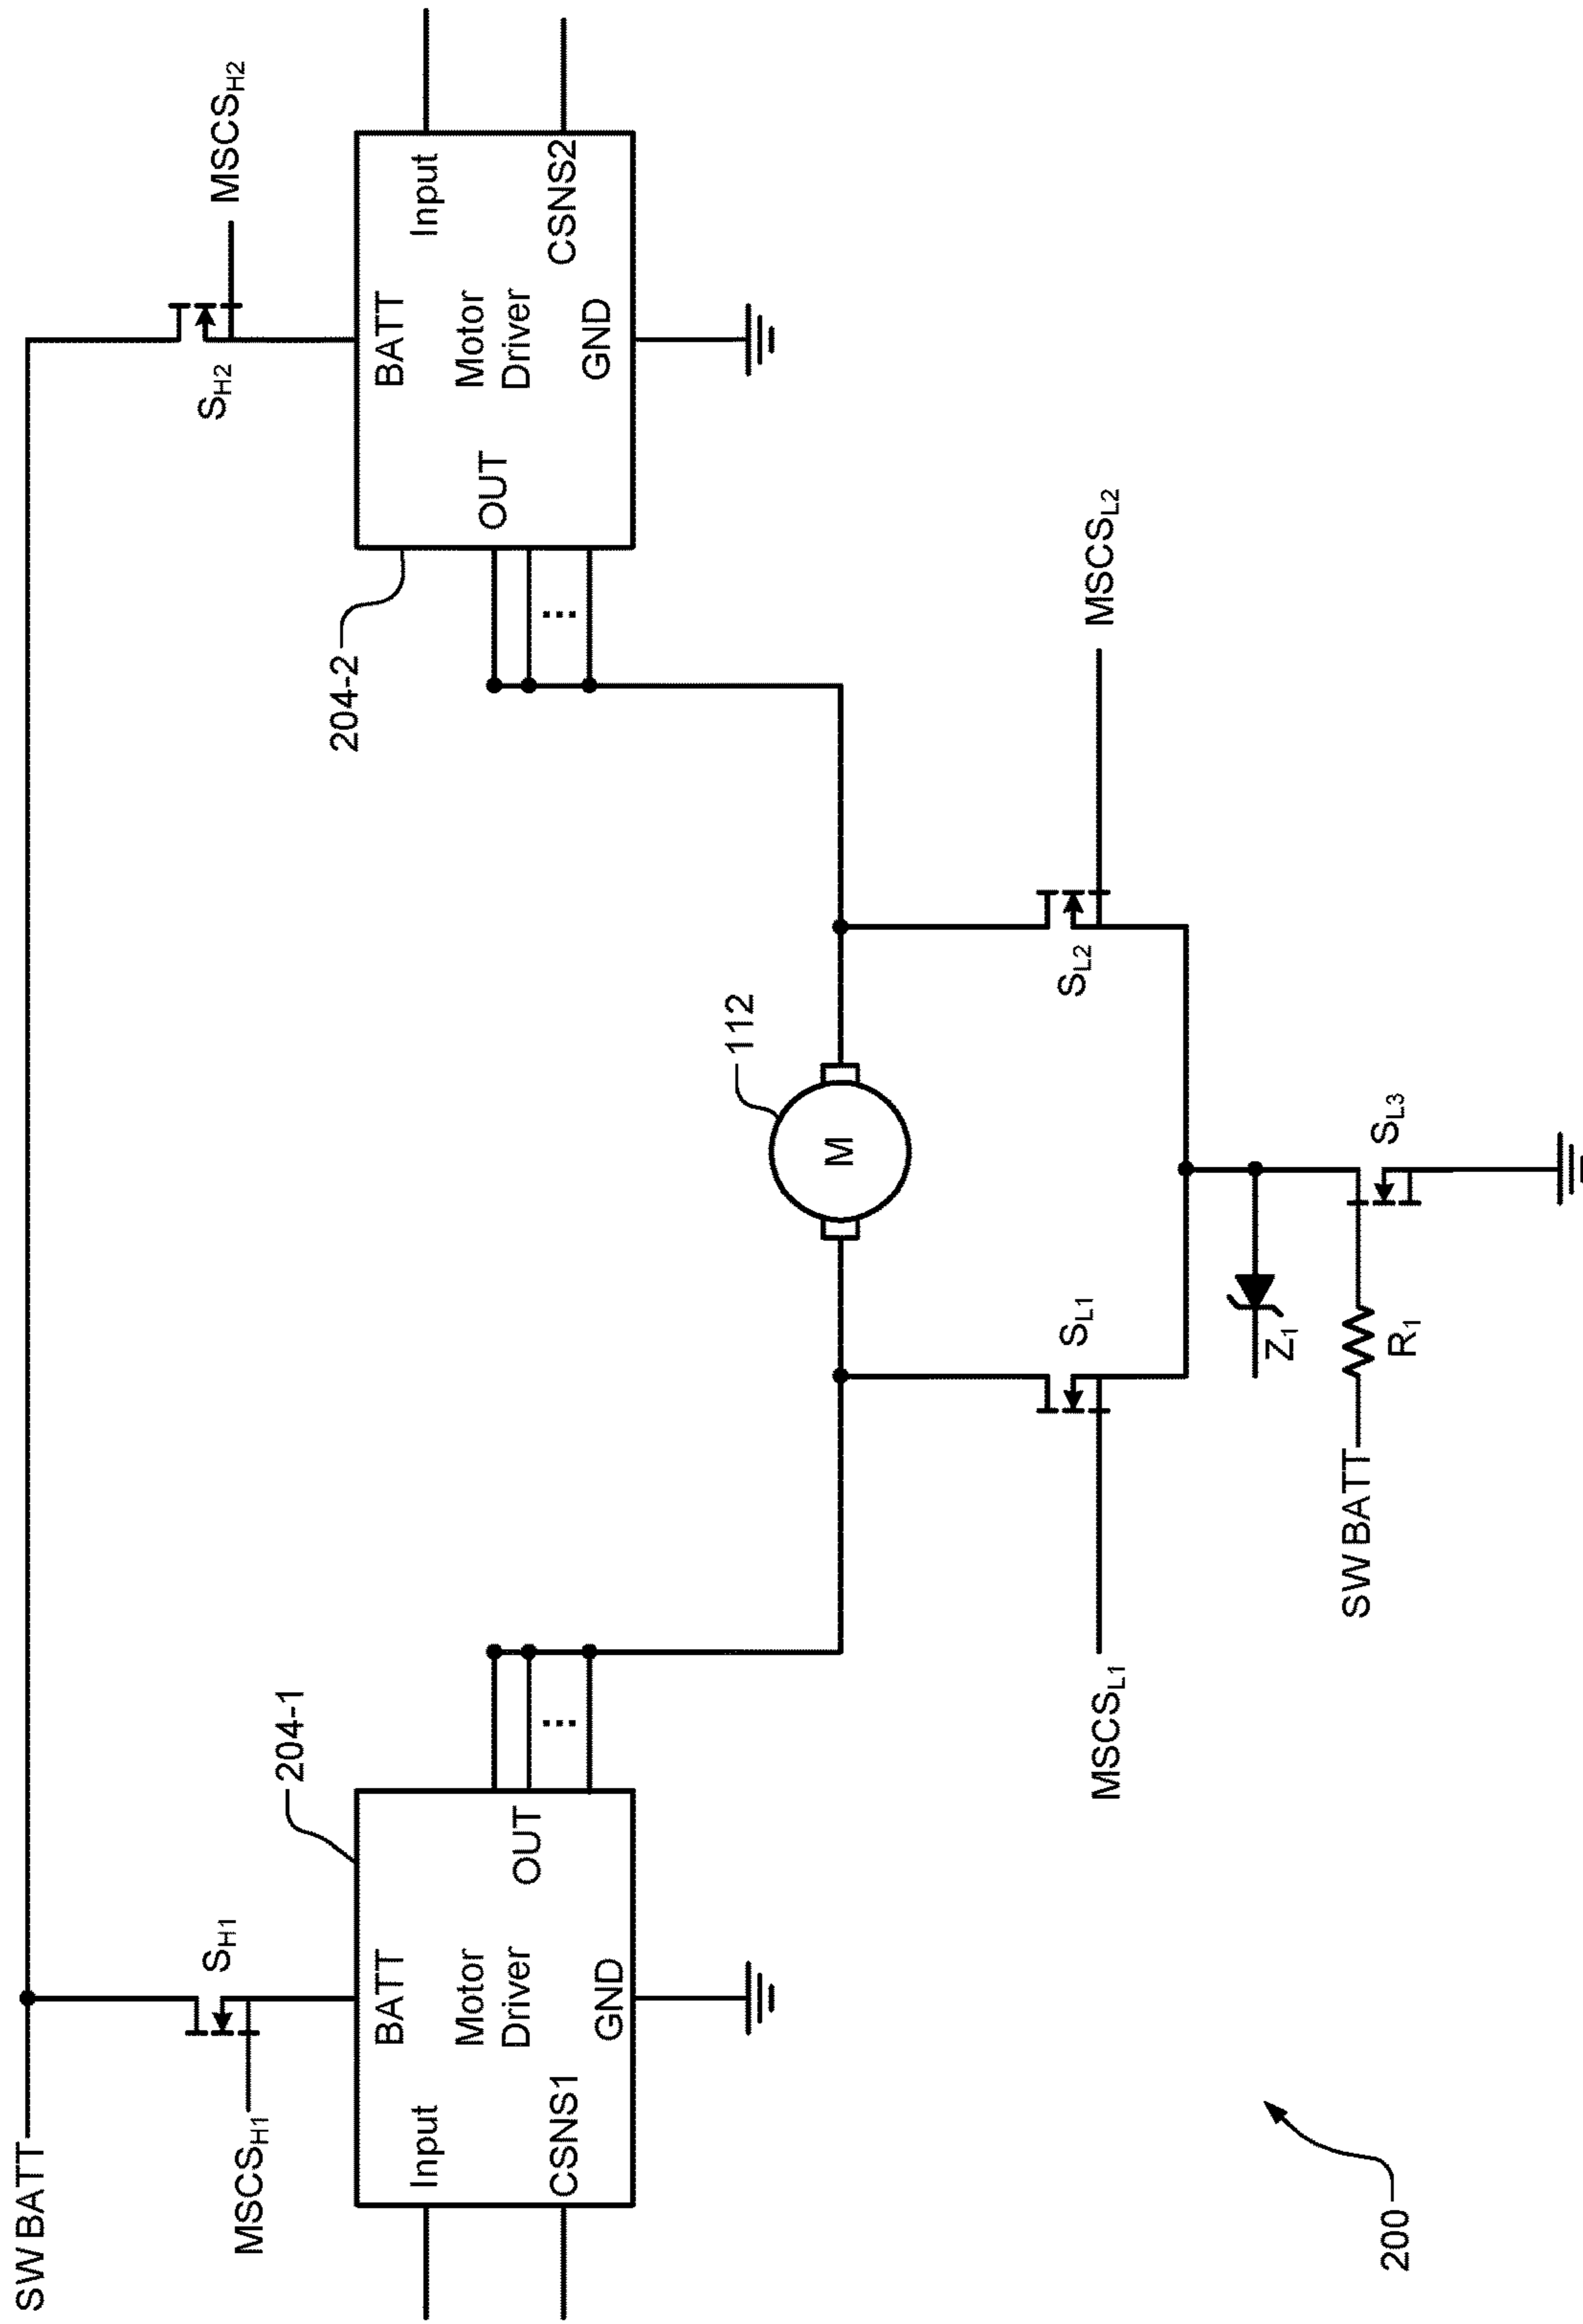 SW BATT
MSCSH1
SH1
204-1
BATT
Input
Motor
Driver
OUT
CSNS1
GND
...
SH2
MSCSH2
204-2
BATT
Input
Motor
Driver
OUT
CSNS2
GND
...
112
M
SL1
MSCSL1
SL2
MSCSL2
Z1
SW BATT
R1
SL3
200